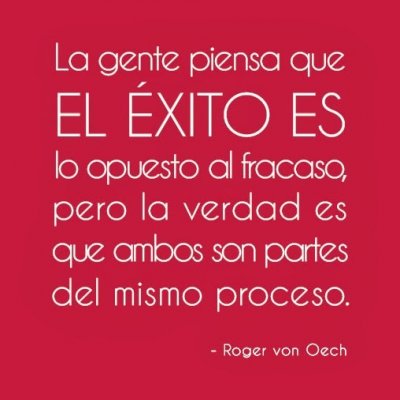 La gente piensa que
EL ÉXITO ES
lo opuesto al fracaso,
pero la verdad es
que ambos son partes
del mismo proceso.
- Roger von Oech